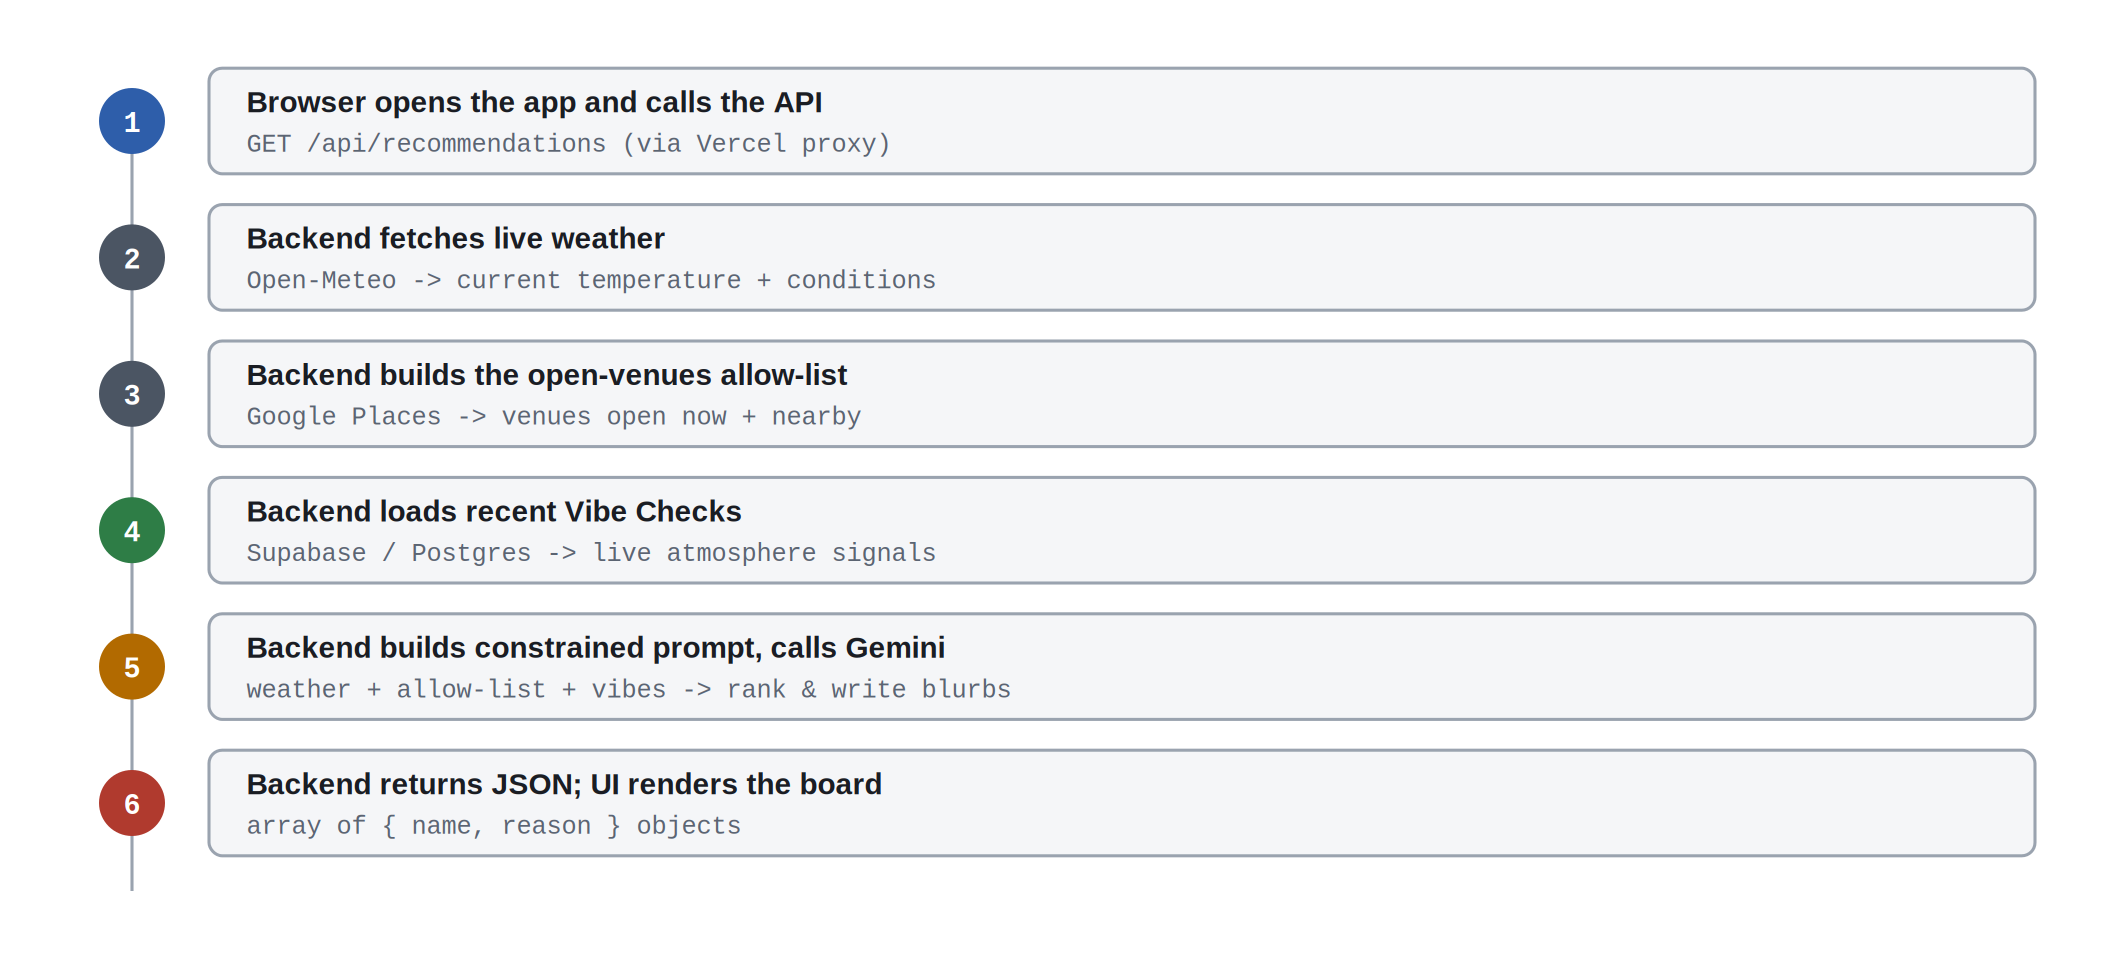 1
Browser opens the app and calls the API
GET /api/recommendations (via Vercel proxy)
2
Backend fetches live weather
Open-Meteo -> current temperature + conditions
3
Backend builds the open-venues allow-list
Google Places -> venues open now + nearby
4
Backend loads recent Vibe Checks
Supabase / Postgres -> live atmosphere signals
5
Backend builds constrained prompt, calls Gemini
weather + allow-list + vibes -> rank & write blurbs
6
Backend returns JSON; UI renders the board
array of { name, reason } objects